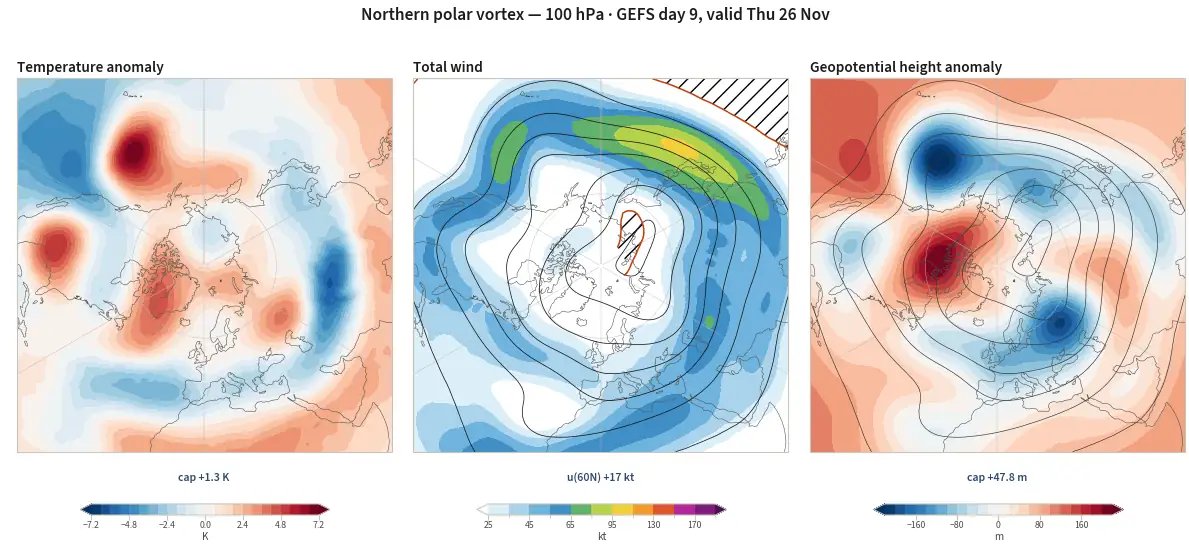 Northern polar vortex — 100 hPa · GEFS day 9, valid Thu 26 Nov
Temperature anomaly
Total wind
Geopotential height anomaly
cap +1.3 K
u(60N) +17 kt
cap +47.8 m
−7.2 −4.8 −2.4 0.0 2.4 4.8 7.2
K
25 45 65 95 130 170
kt
−160 −80 0 80 160
m